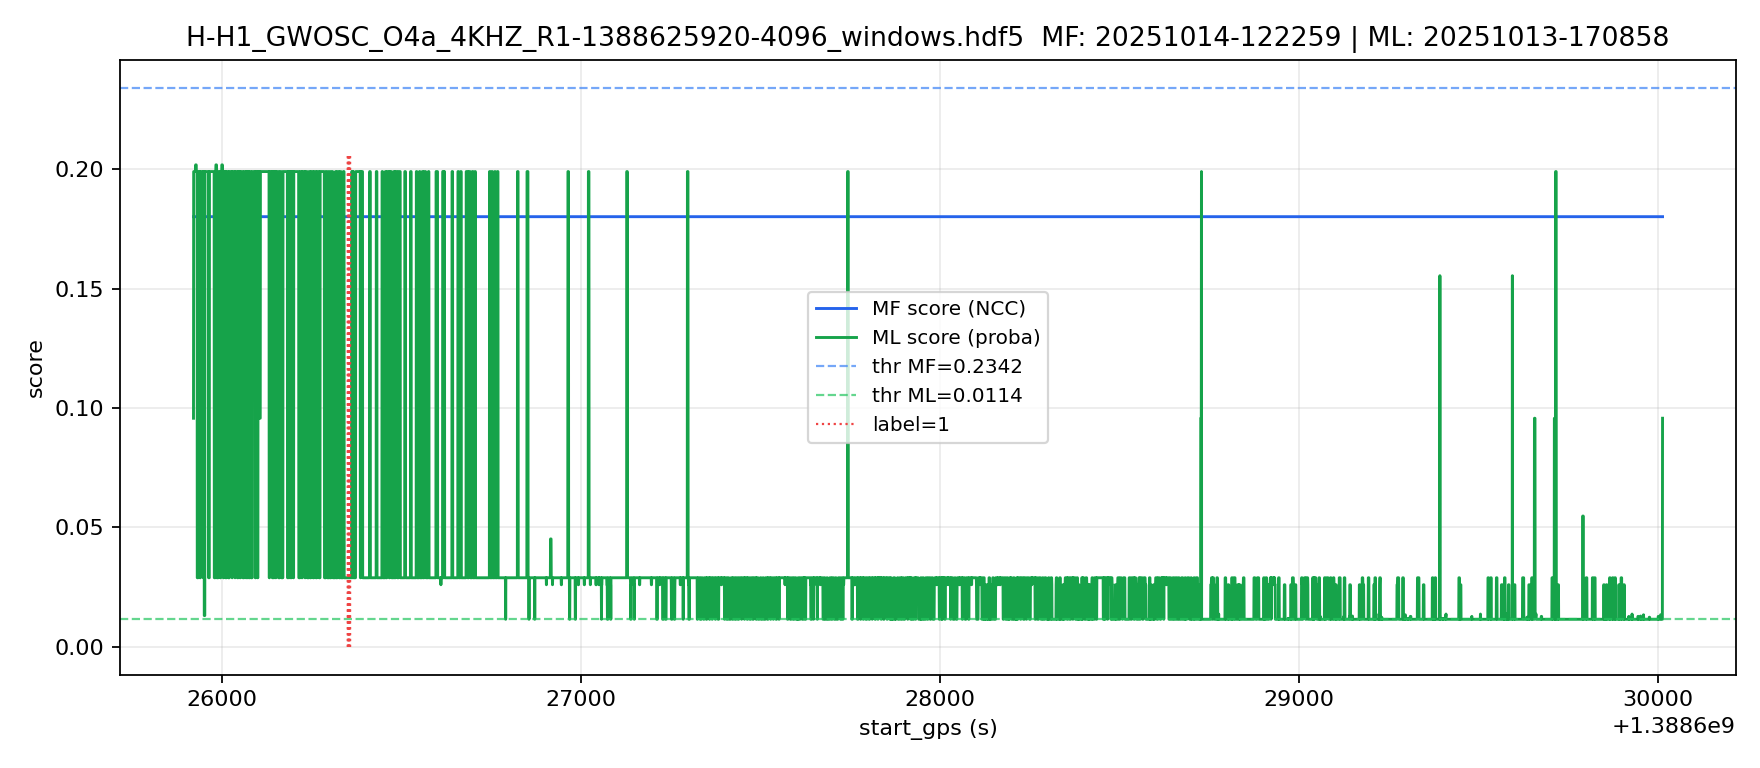 H-H1_GWOSC_O4a_4KHZ_R1-1388625920-4096_windows.hdf5  MF: 20251014-122259 | ML: 20251013-170858
score
0.20
0.15
0.10
0.05
0.00
MF score (NCC)
ML score (proba)
thr MF=0.2342
thr ML=0.0114
label=1
26000
27000
28000
29000
30000
start_gps (s)
+1.3886e9